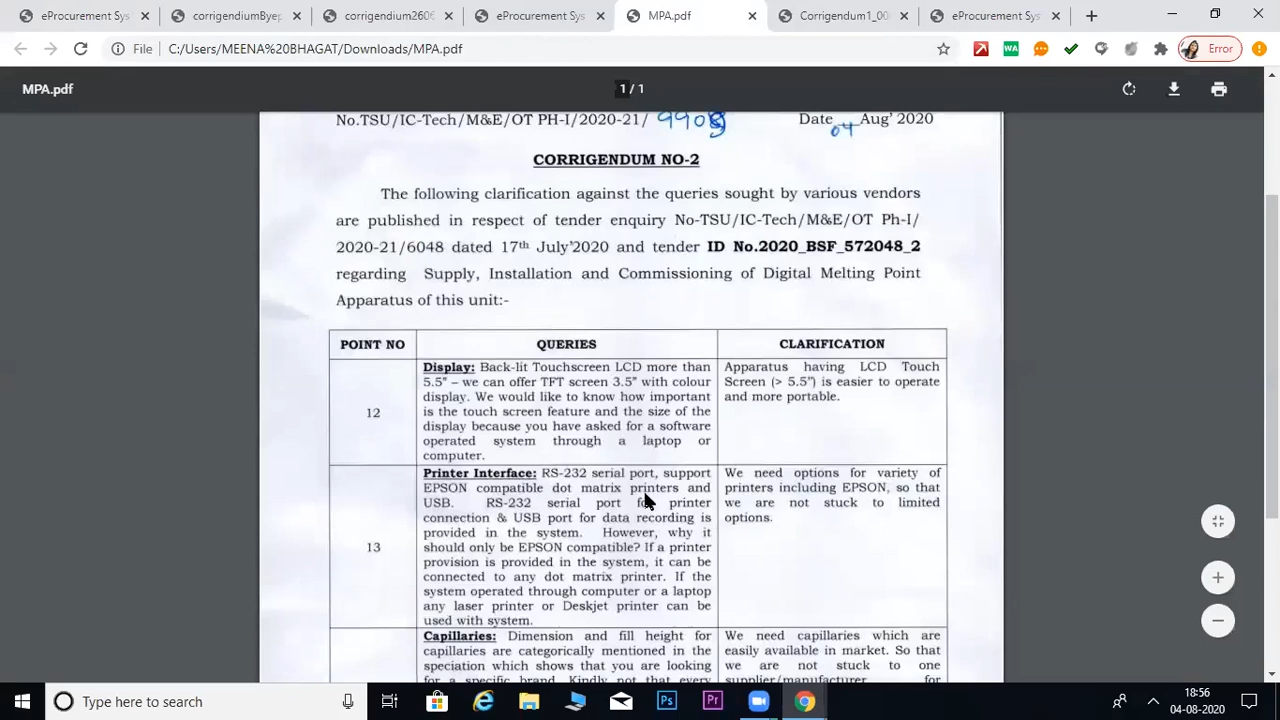 eProcurement Sys
corrigendumByep
corrigendum2606
eProcurement Sys
MPA.pdf
Corrigendum1_00
eProcurement Sys
File C:/Users/MEENA%20BHAGAT/Downloads/MPA.pdf
WA
Error
MPA.pdf
1 / 1
No.TSU/IC-Tech/M&E/OT PH-I/2020-21/
Date 04 Aug' 2020
CORRIGENDUM NO-2
The following clarification against the queries sought by various vendors
are published in respect of tender enquiry No-TSU/IC-Tech/M&E/OT Ph-I/
2020-21/6048 dated 17th July'2020 and tender ID No.2020_BSF_572048_2
regarding Supply, Installation and Commissioning of Digital Melting Point
Apparatus of this unit:-
POINT NO QUERIES CLARIFICATION
12
Display: Back-lit Touchscreen LCD more than
5.5" – we can offer TFT screen 3.5" with colour
display. We would like to know how important
is the touch screen feature and the size of the
display because you have asked for a software
operated system through a laptop or
computer.
Apparatus having LCD Touch
Screen (> 5.5") is easier to operate
and more portable.
13
Printer Interface: RS-232 serial port, support
EPSON compatible dot matrix printers and
USB. RS-232 serial port for printer
connection & USB port for data recording is
provided in the system. However, why it
should only be EPSON compatible? If a printer
provision is provided in the system, it can be
connected to any dot matrix printer. If the
system operated through computer or a laptop
any laser printer or Deskjet printer can be
used with system.
We need options for variety of
printers including EPSON, so that
we are not stuck to limited
options.
Capillaries: Dimension and fill height for
capillaries are categorically mentioned in the
speciation which shows that you are looking
for a specific brand. Kindly not that every
We need capillaries which are
easily available in market. So that
we are not stuck to one
supplier/manufacturer for
Type here to search
Ps
Pr
18:56
04-08-2020